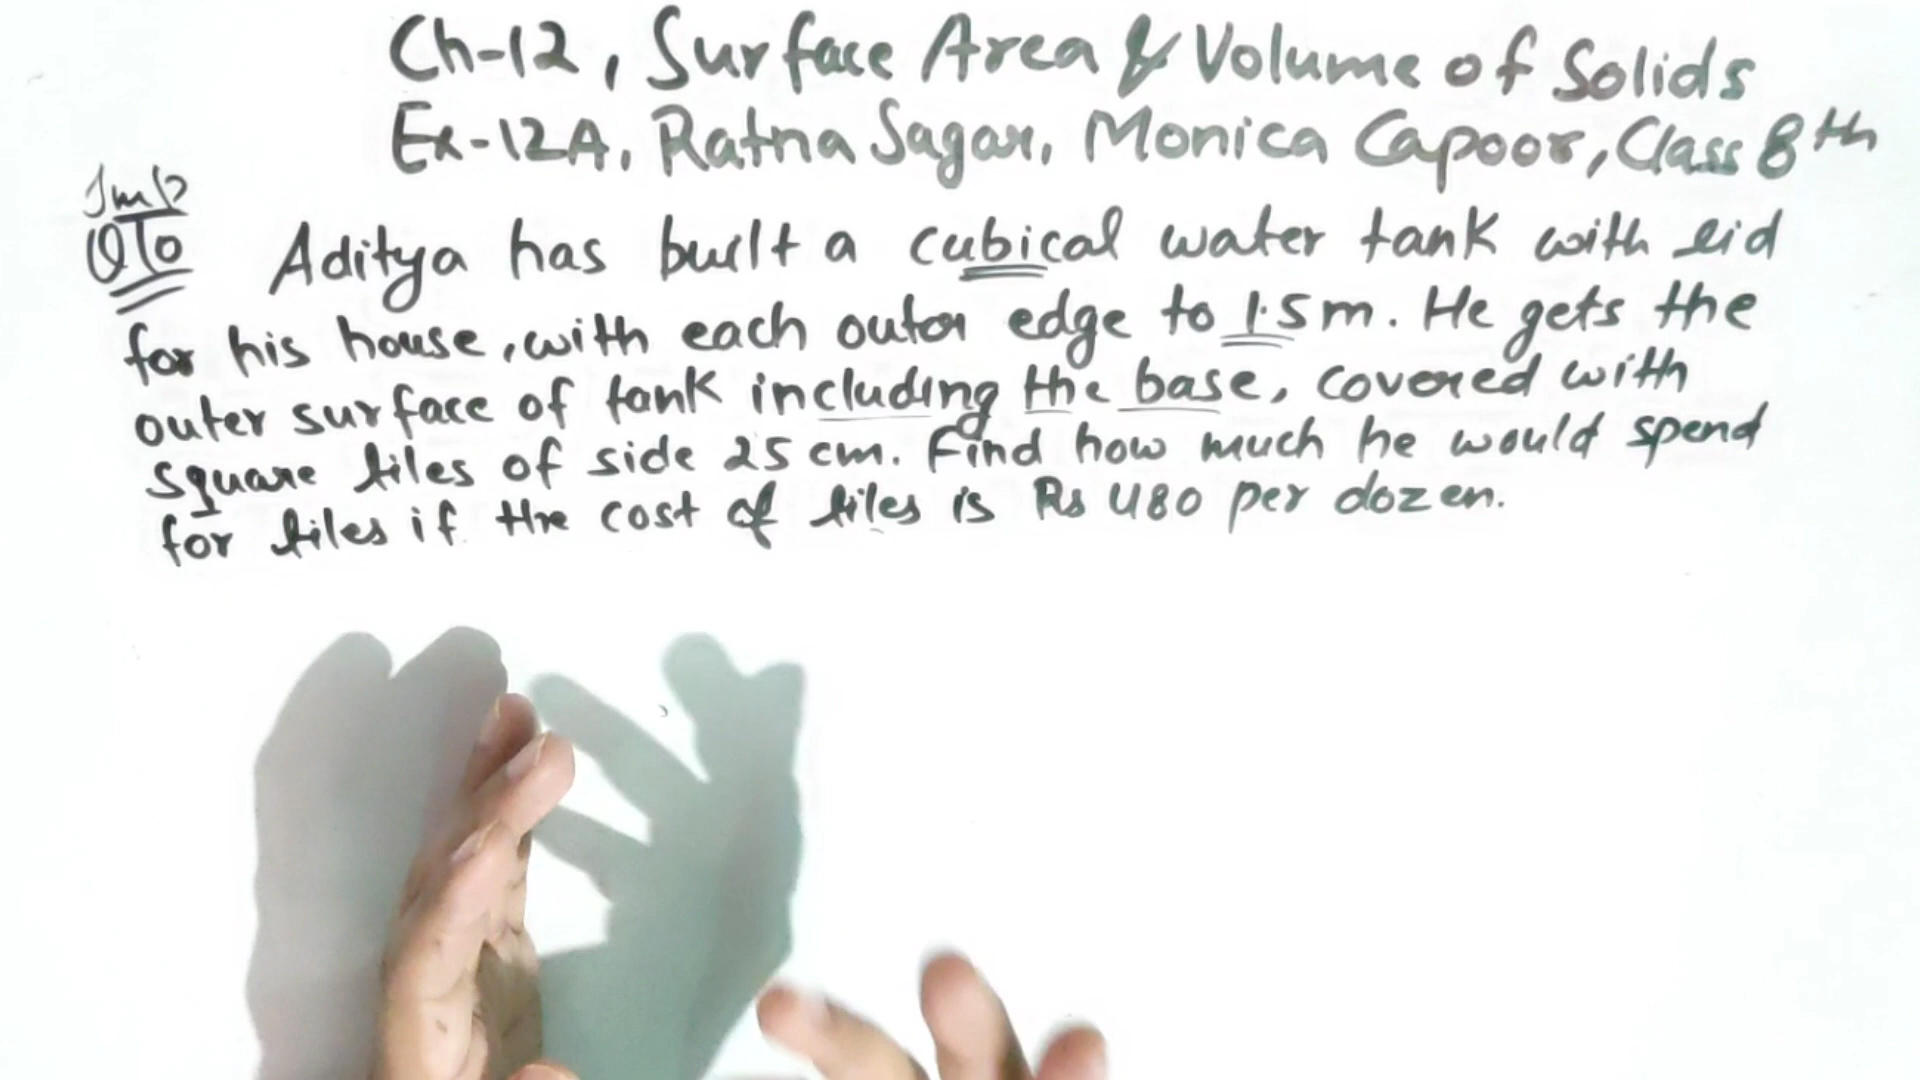 Ch-12, Surface Area & Volume of Solids
Ex-12A, Ratna Sagar, Monica Capoor, Class 8th
Imp
Q10 Aditya has built a cubical water tank with lid
for his house, with each outer edge to 1.5m. He gets the
outer surface of tank including the base, covered with
square tiles of side 25 cm. Find how much he would spend
for tiles if the cost of tiles is Rs 480 per dozen.